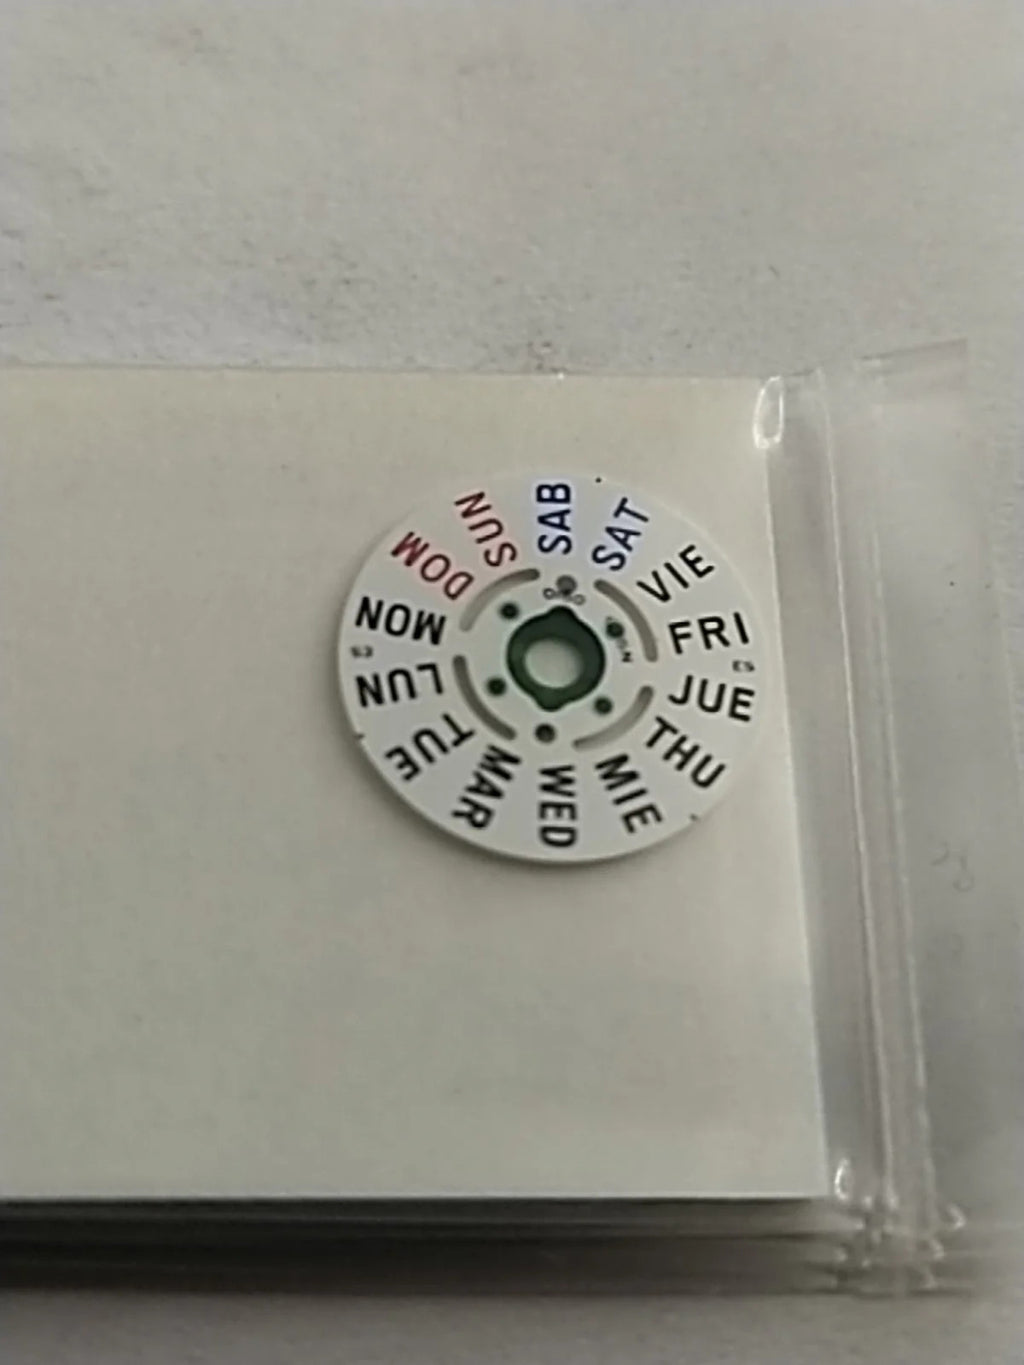 SUN
SAB
SAT
VIE
FRI
JUE
THU
MIE
WED
MAR
TUE
LUN
MON
DOM